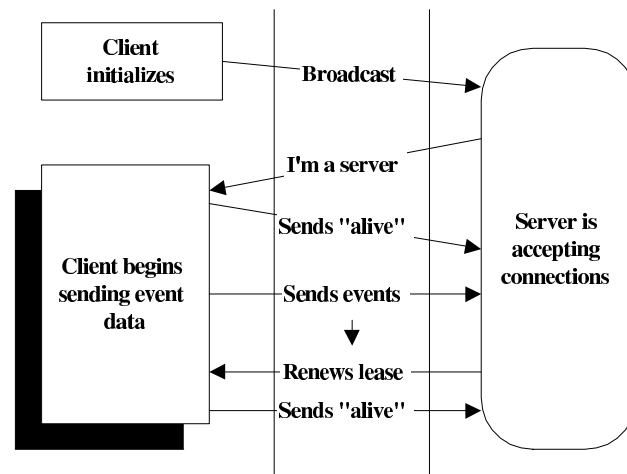 Client
initializes
Broadcast
I'm a server
Sends "alive"
Server is
accepting
connections
Client begins
sending event
data
Sends events
Renews lease
Sends "alive"